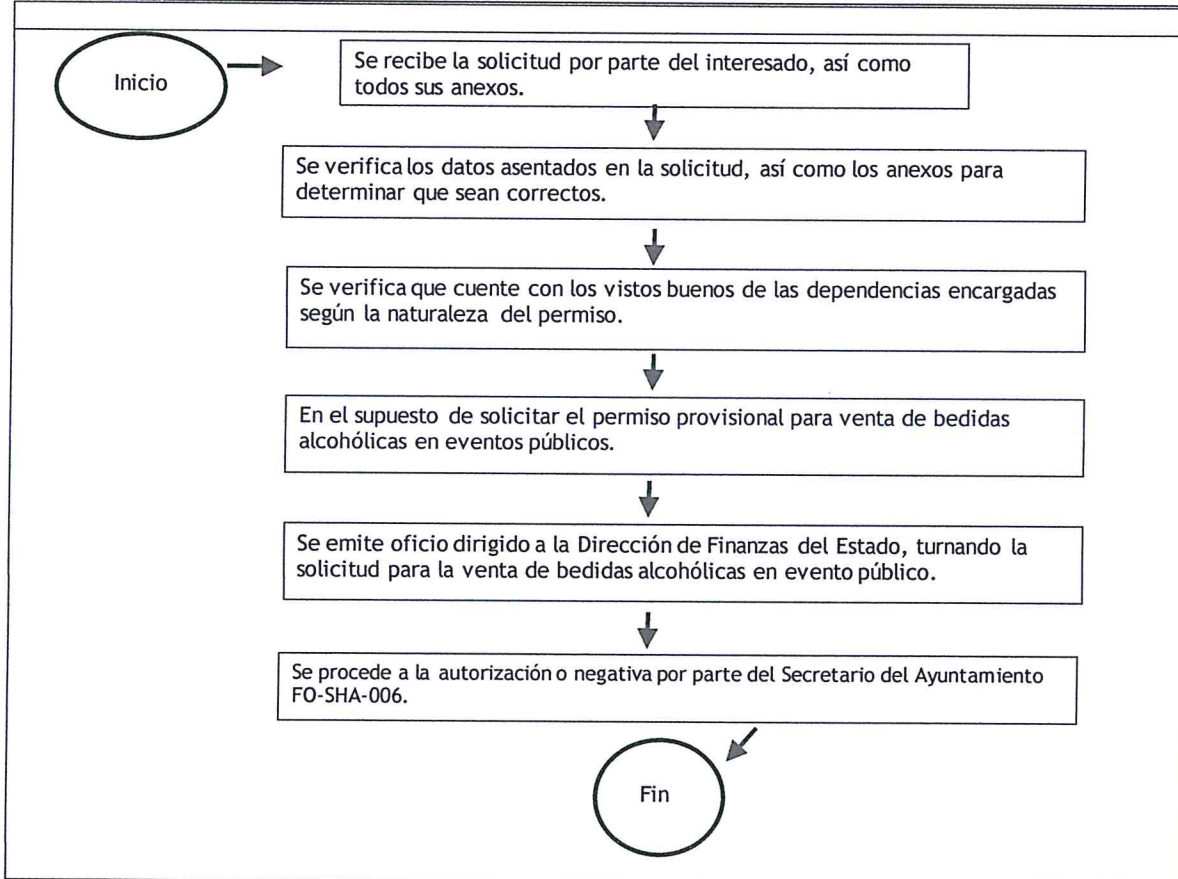 Inicio
Se recibe la solicitud por parte del interesado, así como
todos sus anexos.
Se verifica los datos asentados en la solicitud, así como los anexos para
determinar que sean correctos.
Se verifica que cuente con los vistos buenos de las dependencias encargadas
según la naturaleza del permiso.
En el supuesto de solicitar el permiso provisional para venta de bedidas
alcohólicas en eventos públicos.
Se emite oficio dirigido a la Dirección de Finanzas del Estado, turnando la
solicitud para la venta de bedidas alcohólicas en evento público.
Se procede a la autorización o negativa por parte del Secretario del Ayuntamiento
FO-SHA-006.
Fin